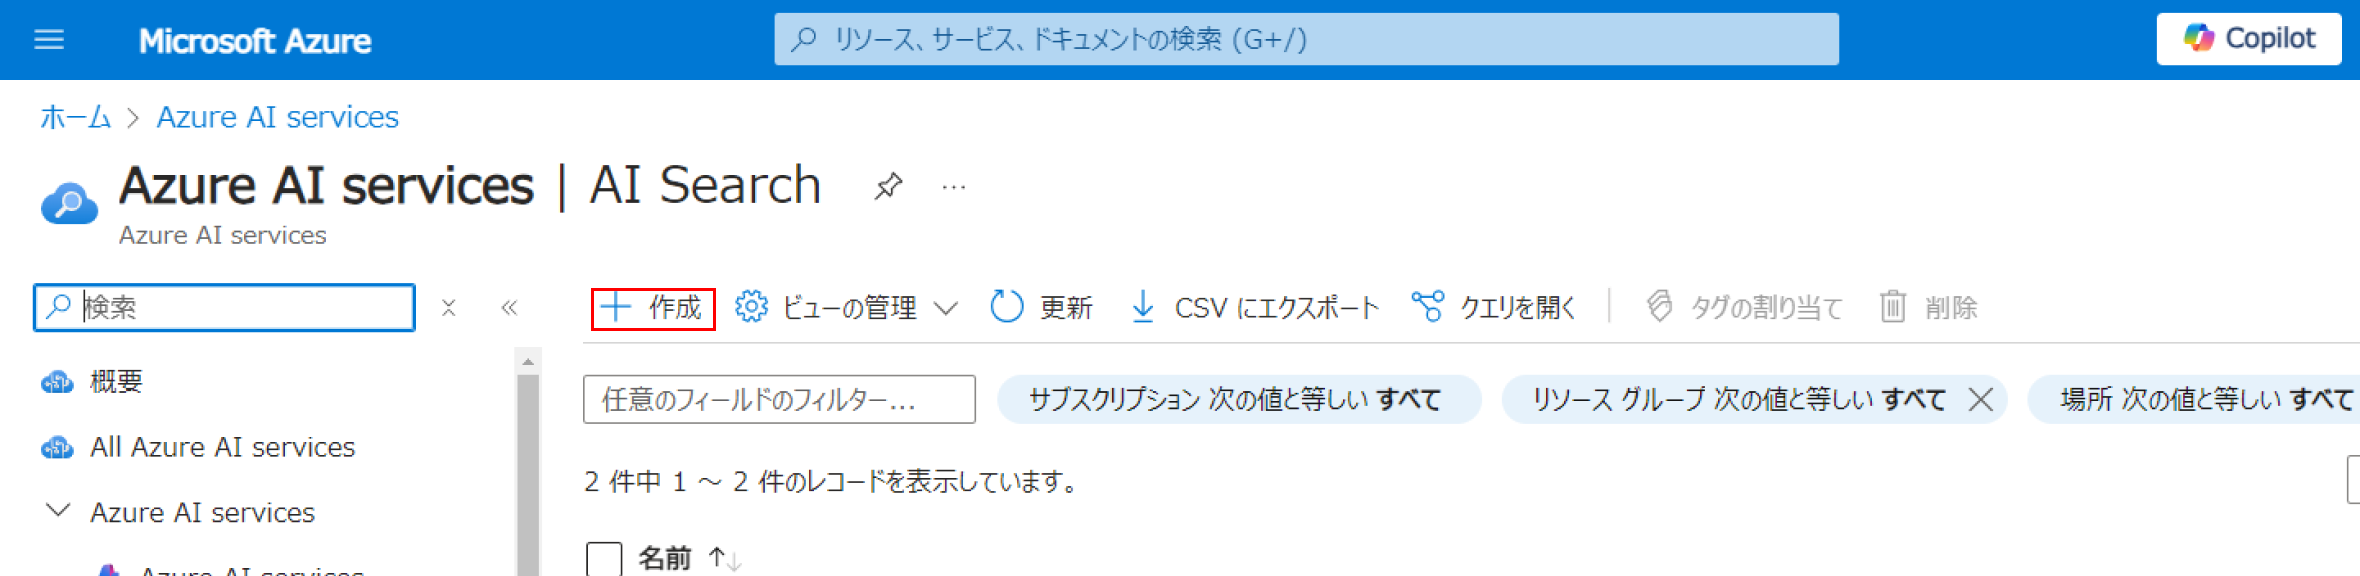 Microsoft Azure
リソース、サービス、ドキュメントの検索 (G+/)
Copilot
ホーム > Azure AI services
Azure AI services | AI Search
Azure AI services
検索
作成 ビューの管理 更新 CSV にエクスポート クエリを開く タグの割り当て 削除
概要
任意のフィールドのフィルター...
サブスクリプション 次の値と等しい すべて
リソース グループ 次の値と等しい すべて
場所 次の値と等しい すべて
All Azure AI services
2 件中 1 ～ 2 件のレコードを表示しています。
Azure AI services
名前 ↑↓
Azure AI services